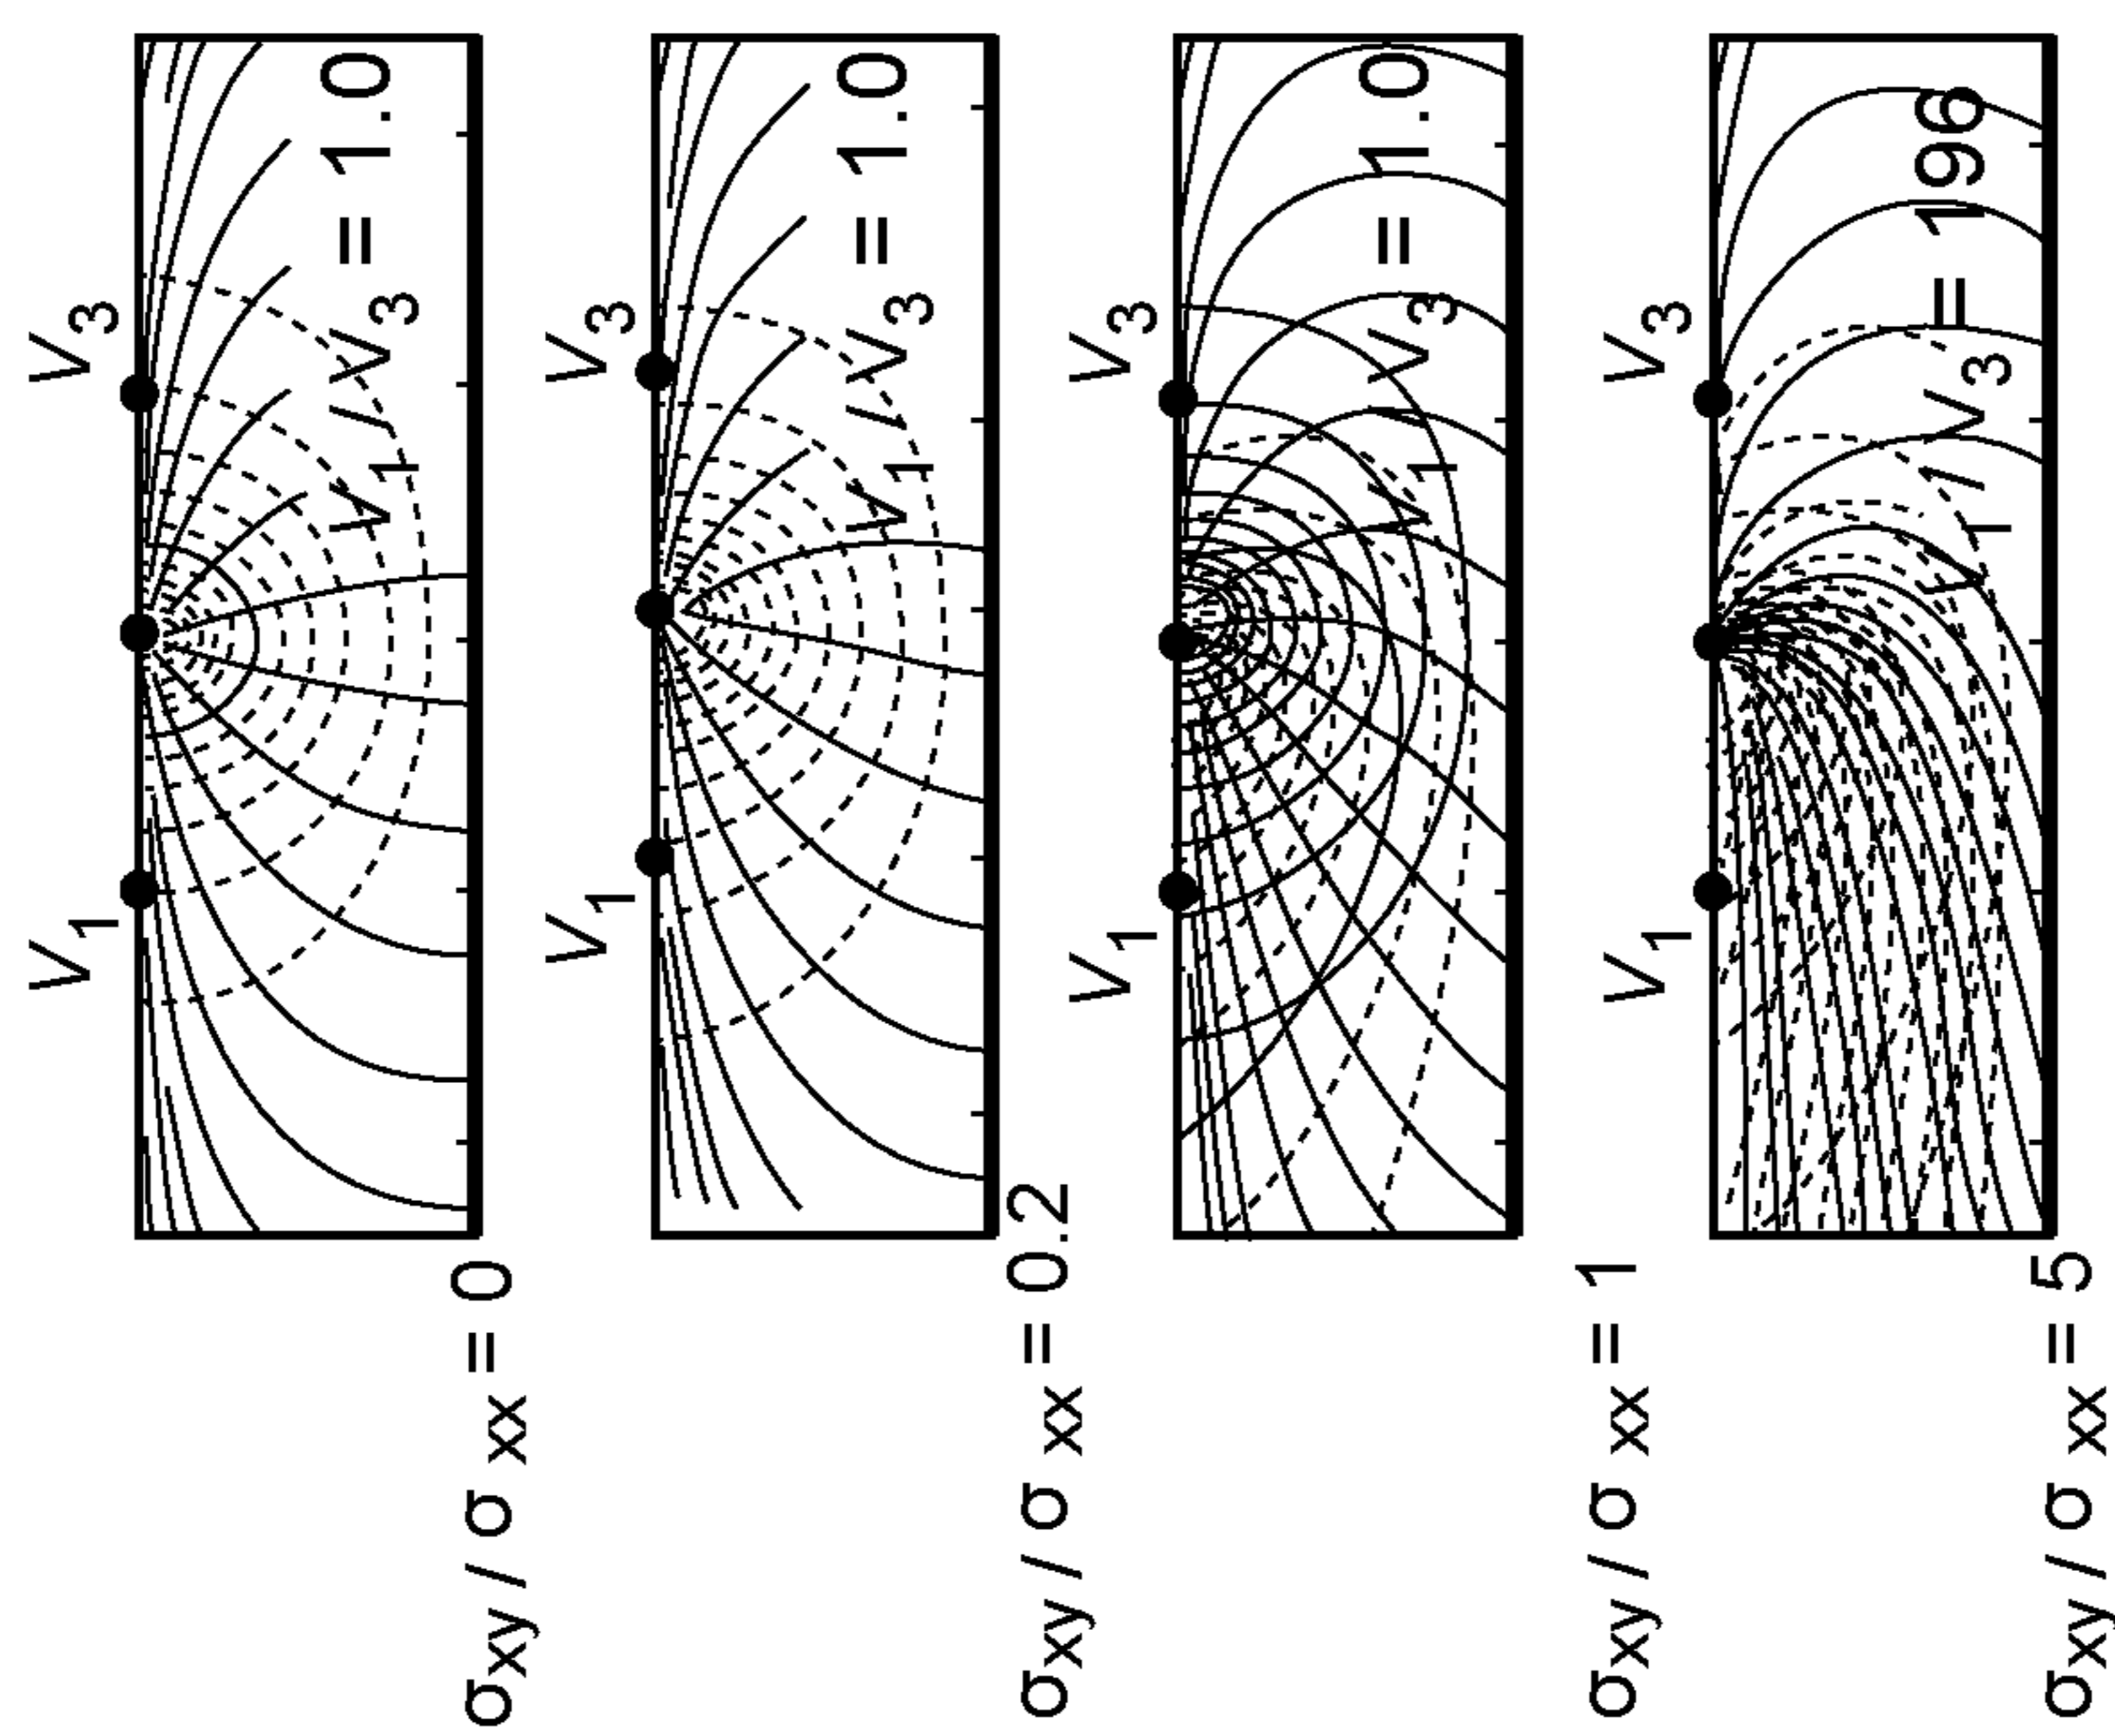 V1 V3
V1/V3 = 1.0
σxy / σ xx = 0
V1 V3
V1/V3 = 1.0
σxy / σ xx = 0.2
V1 V3
V1/V3 = 1.0
σxy / σ xx = 1
V1 V3
V1/V3 = 196
σxy / σ xx = 5